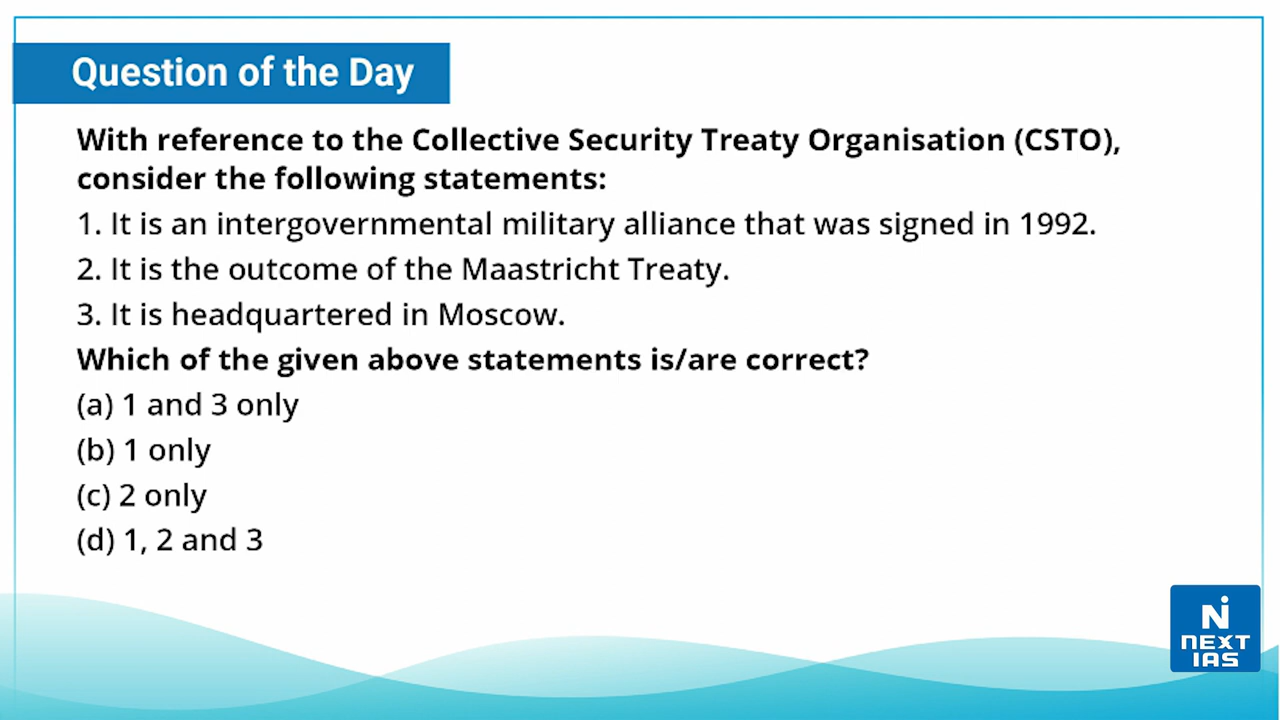 Question of the Day
With reference to the Collective Security Treaty Organisation (CSTO),
consider the following statements:
1. It is an intergovernmental military alliance that was signed in 1992.
2. It is the outcome of the Maastricht Treaty.
3. It is headquartered in Moscow.
Which of the given above statements is/are correct?
(a) 1 and 3 only
(b) 1 only
(c) 2 only
(d) 1, 2 and 3
N
NEXT
IAS